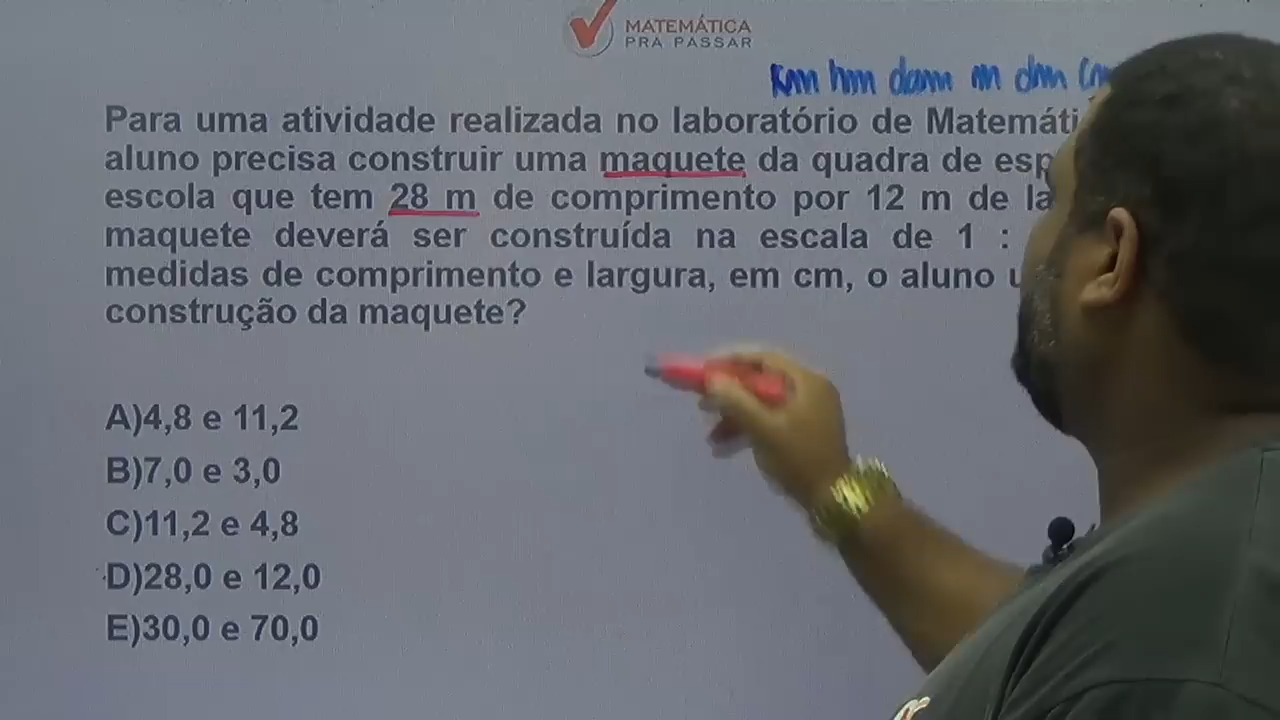 MATEMÁTICA
PRA PASSAR
Km hm dam m dm
Para uma atividade realizada no laboratório de
aluno precisa construir uma maquete da quadra de
escola que tem 28 m de comprimento por 12 m de
maquete deverá ser construída na escala de 1 :
medidas de comprimento e largura, em cm, o aluno
construção da maquete?
A)4,8 e 11,2
B)7,0 e 3,0
C)11,2 e 4,8
D)28,0 e 12,0
E)30,0 e 70,0